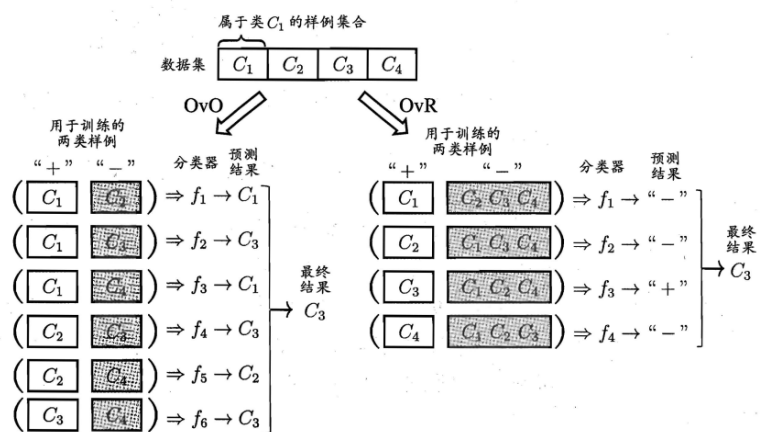 属于类C₁的样例集合
数据集 C₁ C₂ C₃ C₄
OvO
OvR
用于训练的
两类样例
“+” “−” 分类器 预测
结果
( C₁ C₂ ) ⇒ f₁ → C₁
( C₁ C₃ ) ⇒ f₂ → C₃
( C₁ C₄ ) ⇒ f₃ → C₁
( C₂ C₃ ) ⇒ f₄ → C₃
( C₂ C₄ ) ⇒ f₅ → C₂
( C₃ C₄ ) ⇒ f₆ → C₃
最终
结果
C₃
用于训练的
两类样例
“+” “−” 分类器 预测
结果
( C₁ C₂ C₃ C₄ ) ⇒ f₁ → “−”
( C₂ C₁ C₃ C₄ ) ⇒ f₂ → “−”
( C₃ C₁ C₂ C₄ ) ⇒ f₃ → “+”
( C₄ C₁ C₂ C₃ ) ⇒ f₄ → “−”
最终
结果
C₃